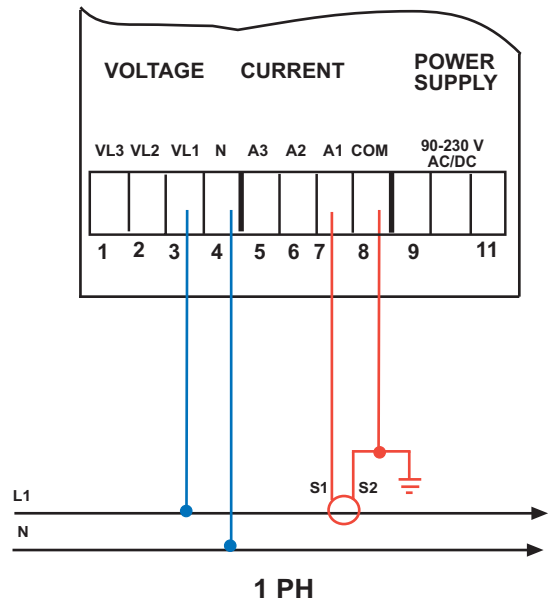 VOLTAGE CURRENT POWER
SUPPLY
VL3 VL2 VL1 N A3 A2 A1 COM 90-230 V
AC/DC
1 2 3 4 5 6 7 8 9 11
S1 S2
L1
N
1 PH